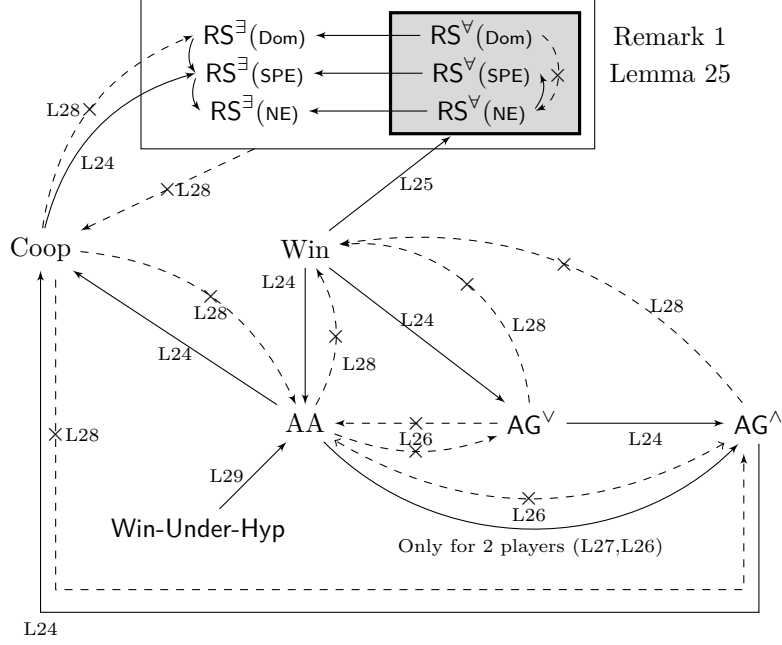 RS∃(Dom) RS∀(Dom) Remark 1
RS∃(SPE) RS∀(SPE) Lemma 25
RS∃(NE) RS∀(NE)
L28
L24
L28
L25
Coop Win
L24
L28
L24
L28
L28
L24
L28
AA AG∨ AG∧
L26
L24
L28
L29
L26
Win-Under-Hyp
Only for 2 players (L27,L26)
L24